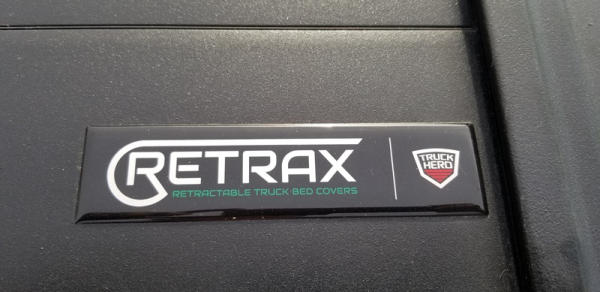 RETRAX
RETRACTABLE TRUCK BED COVERS
TRUCK
HERO